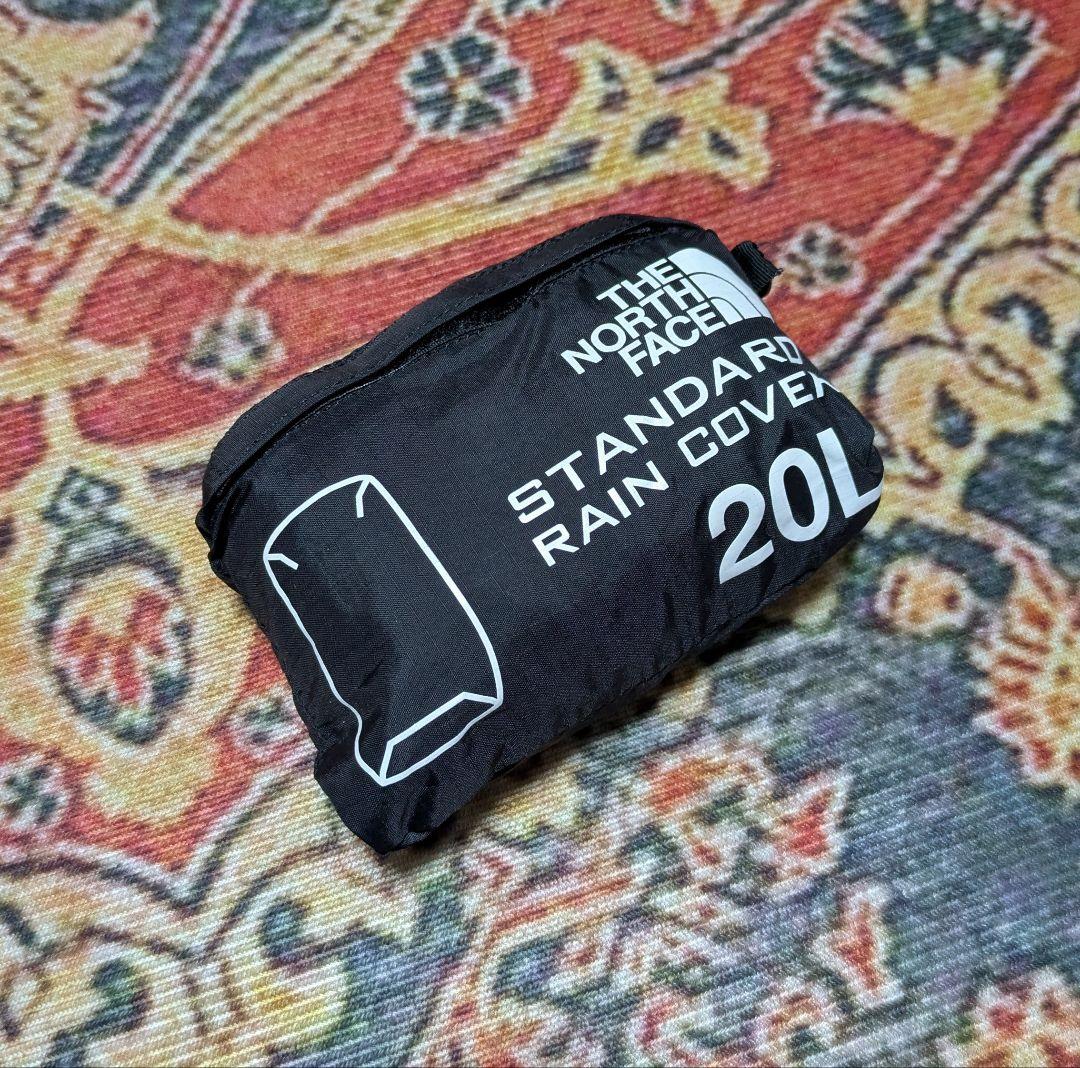 THE
NORTH
FACE
STANDARD
RAIN COVER
20L